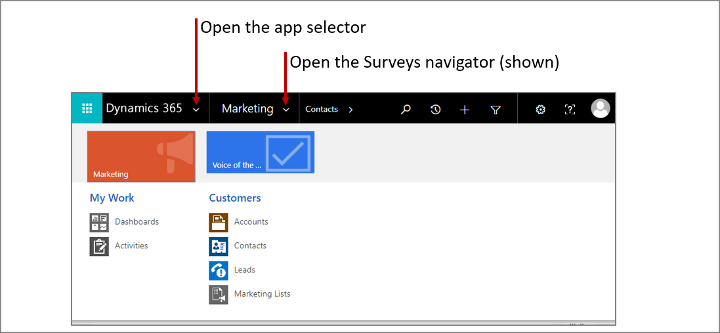 Open the app selector
Open the Surveys navigator (shown)
Dynamics 365
Marketing
Contacts
Marketing
Voice of the ...
My Work
Customers
Dashboards
Accounts
Activities
Contacts
Leads
Marketing Lists